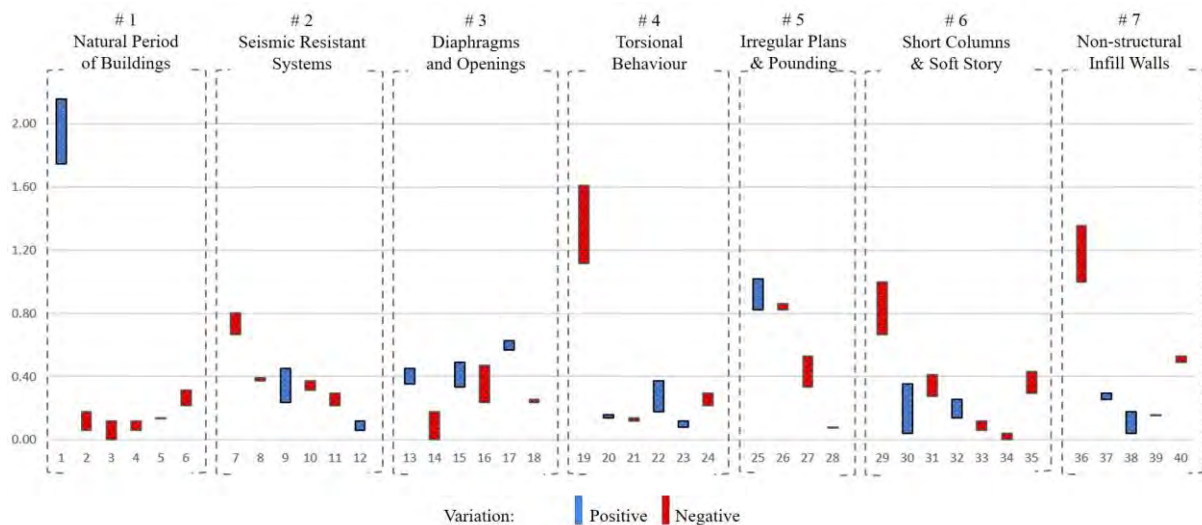 # 1
Natural Period
of Buildings
# 2
Seismic Resistant
Systems
# 3
Diaphragms
and Openings
# 4
Torsional
Behaviour
# 5
Irregular Plans
& Pounding
# 6
Short Columns
& Soft Story
# 7
Non-structural
Infill Walls
2.00
1.60
1.20
0.80
0.40
0.00
1 2 3 4 5 6 7 8 9 10 11 12 13 14 15 16 17 18 19 20 21 22 23 24 25 26 27 28 29 30 31 32 33 34 35 36 37 38 39 40
Variation: Positive Negative